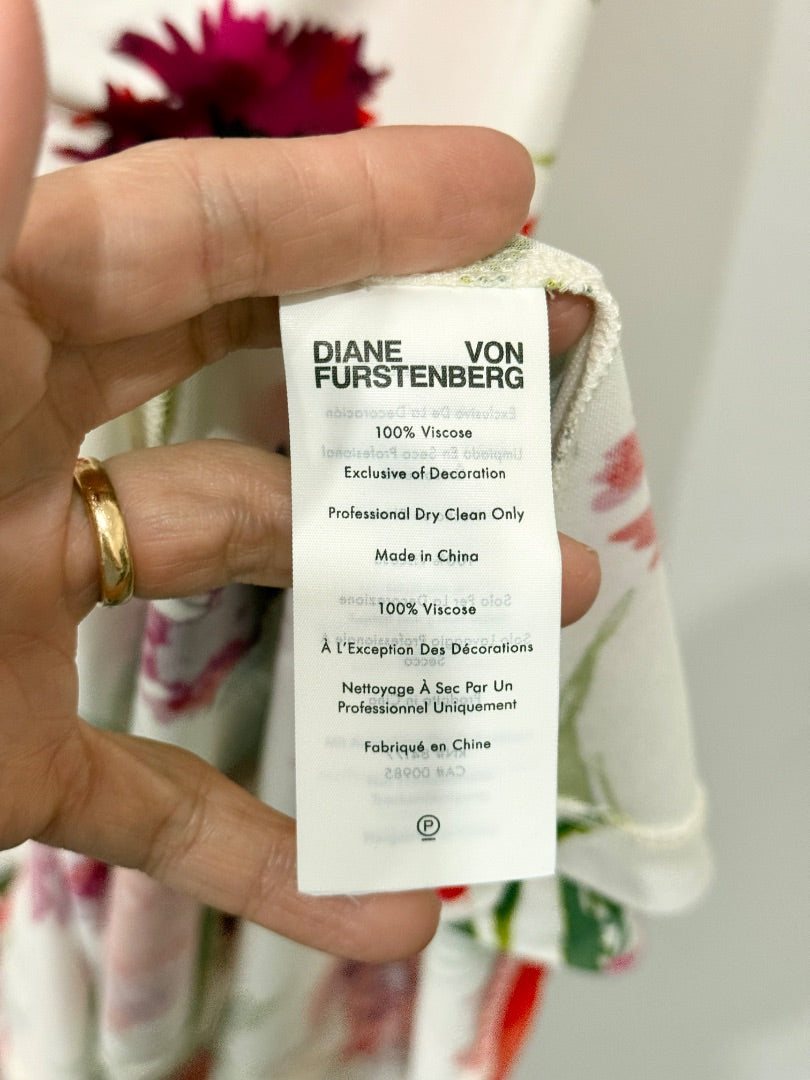 DIANE VON
FURSTENBERG
100% Viscose
Exclusive of Decoration
Professional Dry Clean Only
Made in China
100% Viscose
À L'Exception Des Décorations
Nettoyage À Sec Par Un
Professionnel Uniquement
Fabriqué en Chine
P